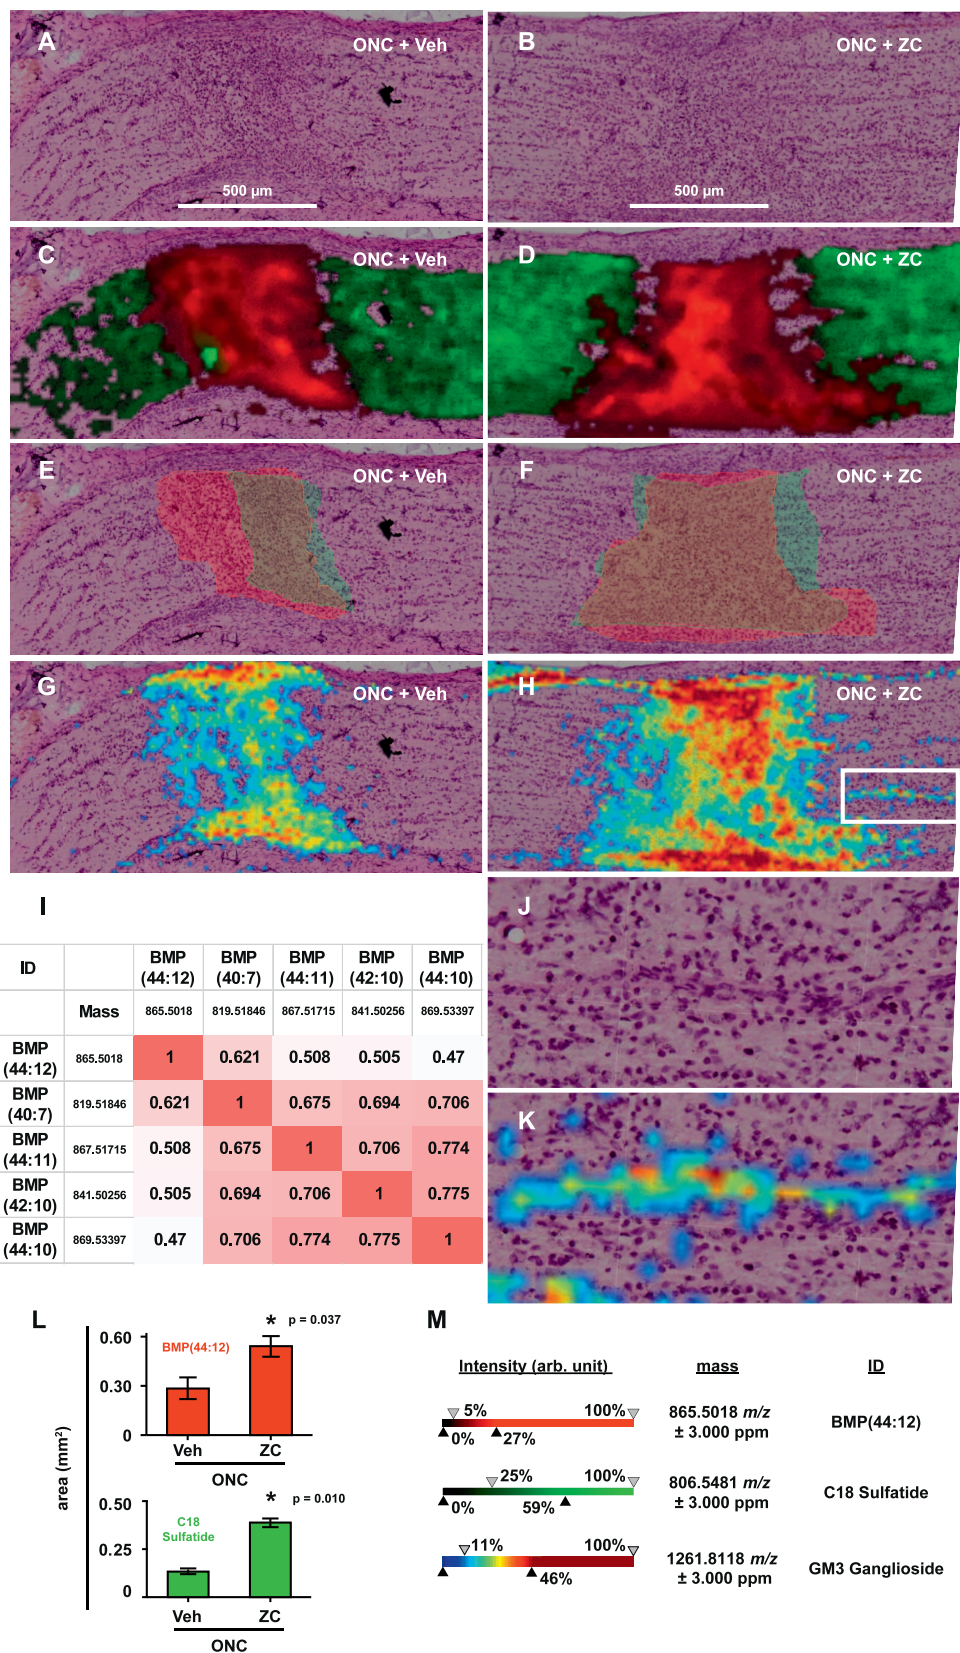 A
ONC + Veh
500 µm
B
ONC + ZC
500 µm
C
ONC + Veh
D
ONC + ZC
E
ONC + Veh
F
ONC + ZC
G
ONC + Veh
H
ONC + ZC
I
ID BMP (44:12) BMP (40:7) BMP (44:11) BMP (42:10) BMP (44:10)
Mass 865.5018 819.51846 867.51715 841.50256 869.53397
BMP (44:12) 865.5018 1 0.621 0.508 0.505 0.47
BMP (40:7) 819.51846 0.621 1 0.675 0.694 0.706
BMP (44:11) 867.51715 0.508 0.675 1 0.706 0.774
BMP (42:10) 841.50256 0.505 0.694 0.706 1 0.775
BMP (44:10) 869.53397 0.47 0.706 0.774 0.775 1
J
K
L
area (mm²)
0.60
0.30
0
BMP(44:12)
* p = 0.037
Veh ZC
ONC
0.50
0.25
0
C18
Sulfatide
* p = 0.010
Veh ZC
ONC
M
Intensity (arb. unit) mass ID
5% 100%
0% 27%
865.5018 m/z
± 3.000 ppm
BMP(44:12)
25% 100%
0% 59%
806.5481 m/z
± 3.000 ppm
C18 Sulfatide
11% 100%
46%
1261.8118 m/z
± 3.000 ppm
GM3 Ganglioside